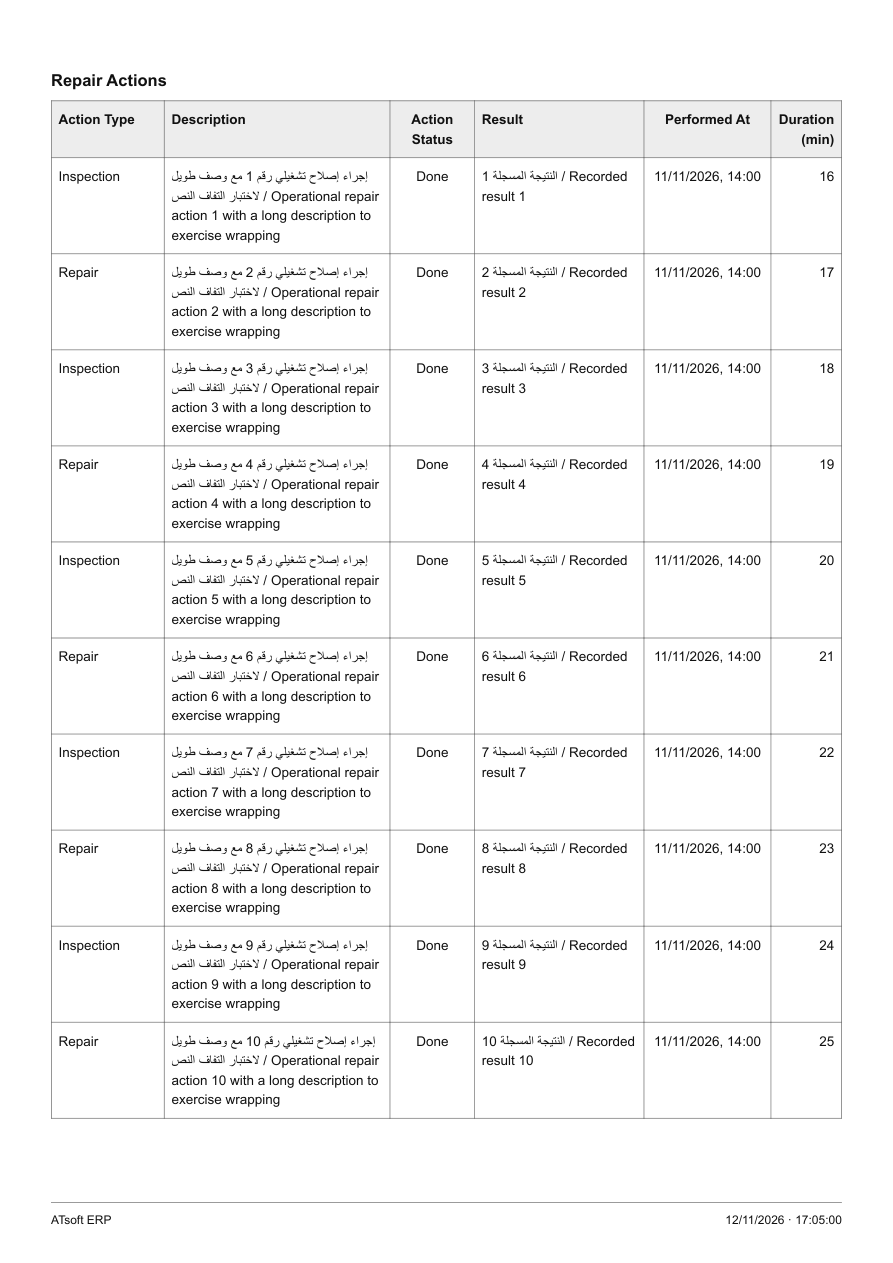 Repair Actions
Action Type Description Action Status Result Performed At Duration (min)
Inspection
إجراء إصلاح تشغيلي رقم 1 مع وصف طويل
لاختبار التفاف النص / Operational repair
action 1 with a long description to
exercise wrapping
Done
النتيجة المسجلة 1 / Recorded
result 1
11/11/2026, 14:00
16
Repair
إجراء إصلاح تشغيلي رقم 2 مع وصف طويل
لاختبار التفاف النص / Operational repair
action 2 with a long description to
exercise wrapping
Done
النتيجة المسجلة 2 / Recorded
result 2
11/11/2026, 14:00
17
Inspection
إجراء إصلاح تشغيلي رقم 3 مع وصف طويل
لاختبار التفاف النص / Operational repair
action 3 with a long description to
exercise wrapping
Done
النتيجة المسجلة 3 / Recorded
result 3
11/11/2026, 14:00
18
Repair
إجراء إصلاح تشغيلي رقم 4 مع وصف طويل
لاختبار التفاف النص / Operational repair
action 4 with a long description to
exercise wrapping
Done
النتيجة المسجلة 4 / Recorded
result 4
11/11/2026, 14:00
19
Inspection
إجراء إصلاح تشغيلي رقم 5 مع وصف طويل
لاختبار التفاف النص / Operational repair
action 5 with a long description to
exercise wrapping
Done
النتيجة المسجلة 5 / Recorded
result 5
11/11/2026, 14:00
20
Repair
إجراء إصلاح تشغيلي رقم 6 مع وصف طويل
لاختبار التفاف النص / Operational repair
action 6 with a long description to
exercise wrapping
Done
النتيجة المسجلة 6 / Recorded
result 6
11/11/2026, 14:00
21
Inspection
إجراء إصلاح تشغيلي رقم 7 مع وصف طويل
لاختبار التفاف النص / Operational repair
action 7 with a long description to
exercise wrapping
Done
النتيجة المسجلة 7 / Recorded
result 7
11/11/2026, 14:00
22
Repair
إجراء إصلاح تشغيلي رقم 8 مع وصف طويل
لاختبار التفاف النص / Operational repair
action 8 with a long description to
exercise wrapping
Done
النتيجة المسجلة 8 / Recorded
result 8
11/11/2026, 14:00
23
Inspection
إجراء إصلاح تشغيلي رقم 9 مع وصف طويل
لاختبار التفاف النص / Operational repair
action 9 with a long description to
exercise wrapping
Done
النتيجة المسجلة 9 / Recorded
result 9
11/11/2026, 14:00
24
Repair
إجراء إصلاح تشغيلي رقم 10 مع وصف طويل
لاختبار التفاف النص / Operational repair
action 10 with a long description to
exercise wrapping
Done
النتيجة المسجلة 10 / Recorded
result 10
11/11/2026, 14:00
25
ATsoft ERP
12/11/2026 · 17:05:00